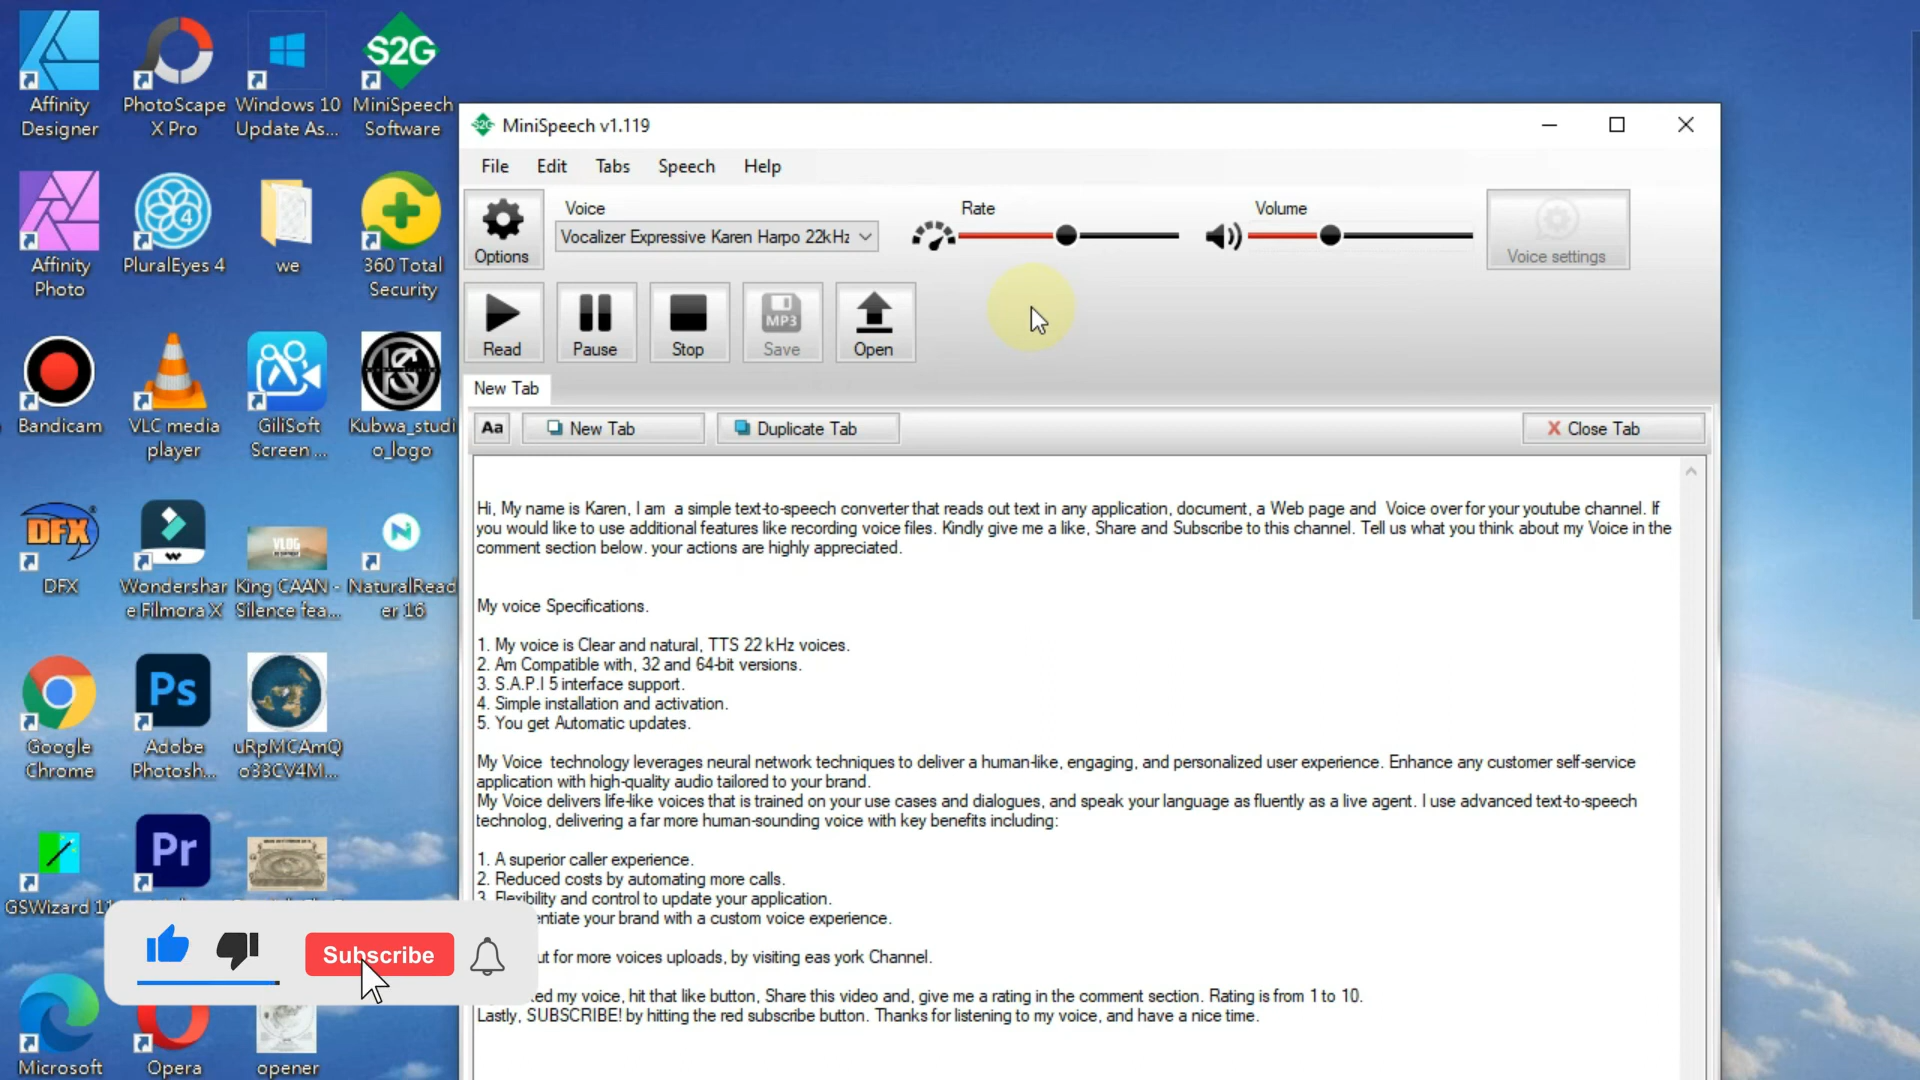 Affinity
Designer
PhotoScape
X Pro
Windows 10
Update As...
S2G
MiniSpeech
Software
Affinity
Photo
4
PluralEyes 4
we
360 Total
Security
Bandicam
VLC media
player
GiliSoft
Screen ...
Kubwa_studi
o_logo
DFX
DFX
Wondershar
e Filmora X
VLOG
King CAAN -
Silence fea...
N
NaturalRead
er 16
Google
Chrome
Ps
Adobe
Photosh...
uRpMCAmQ
o33CV4M...
GSWizard 11
Pr
Microsoft
Opera
opener
S2G
MiniSpeech v1.119
File
Edit
Tabs
Speech
Help
Options
Voice
Vocalizer Expressive Karen Harpo 22kHz
Rate
Volume
Voice settings
Read
Pause
Stop
MP3
Save
Open
New Tab
Aa
New Tab
Duplicate Tab
X Close Tab
Hi, My name is Karen, I am  a simple text-to-speech converter that reads out text in any application, document, a Web page and  Voice over for your youtube channel. If
you would like to use additional features like recording voice files. Kindly give me a like, Share and Subscribe to this channel. Tell us what you think about my Voice in the
comment section below. your actions are highly appreciated.
My voice Specifications.
1. My voice is Clear and natural, TTS 22 kHz voices.
2. Am Compatible with, 32 and 64-bit versions.
3. S.A.P.I 5 interface support.
4. Simple installation and activation.
5. You get Automatic updates.
My Voice  technology leverages neural network techniques to deliver a human-like, engaging, and personalized user experience. Enhance any customer self-service
application with high-quality audio tailored to your brand.
My Voice delivers life-like voices that is trained on your use cases and dialogues, and speak your language as fluently as a live agent. I use advanced text-to-speech
technolog, delivering a far more human-sounding voice with key benefits including:
1. A superior caller experience.
2. Reduced costs by automating more calls.
3. Flexibility and control to update your application.
entiate your brand with a custom voice experience.
ut for more voices uploads, by visiting eas york Channel.
ed my voice, hit that like button, Share this video and, give me a rating in the comment section. Rating is from 1 to 10.
Lastly, SUBSCRIBE! by hitting the red subscribe button. Thanks for listening to my voice, and have a nice time.
Subscribe